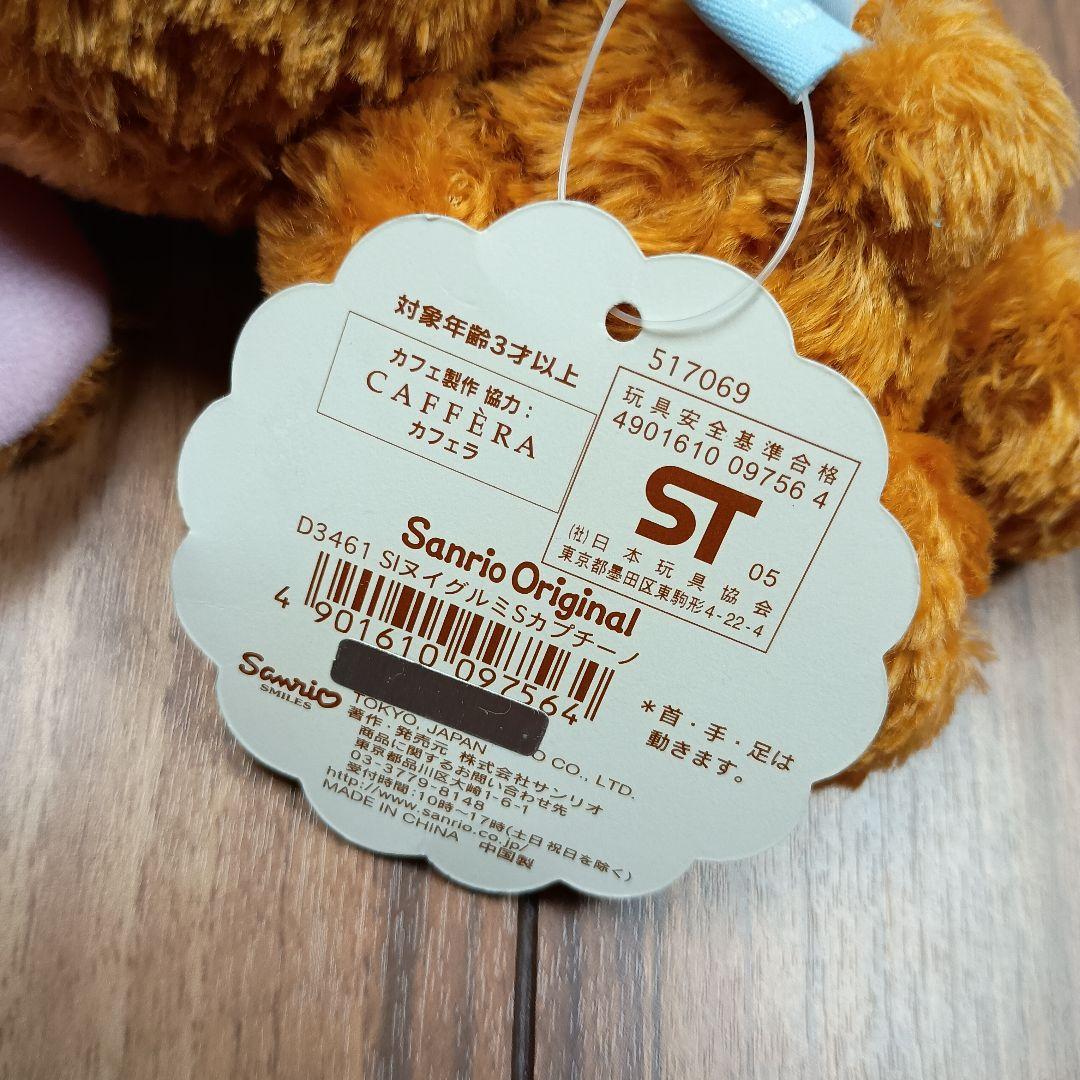 対象年齢3才以上
カフェ製作 協力:
CAFFÈRA
カフェラ
517069
玩具安全基準合格
4901610 09756 4
ST
05
(社)日本玩具協会
東京都墨田区東駒形4-22-4
Sanrio Original
D3461 SIヌイグルミSカプチーノ
4 901610 097564
Sanrio
SMILES
CO., LTD.
TOKYO, JAPAN
著作・発売元 株式会社サンリオ
商品に関するお問い合わせ先
東京都品川区大崎1-6-1
03-3779-8148
受付時間:10時~17時(土日祝日を除く)
http://www.sanrio.co.jp/
MADE IN CHINA 中国製
*首・手・足は
動きます。